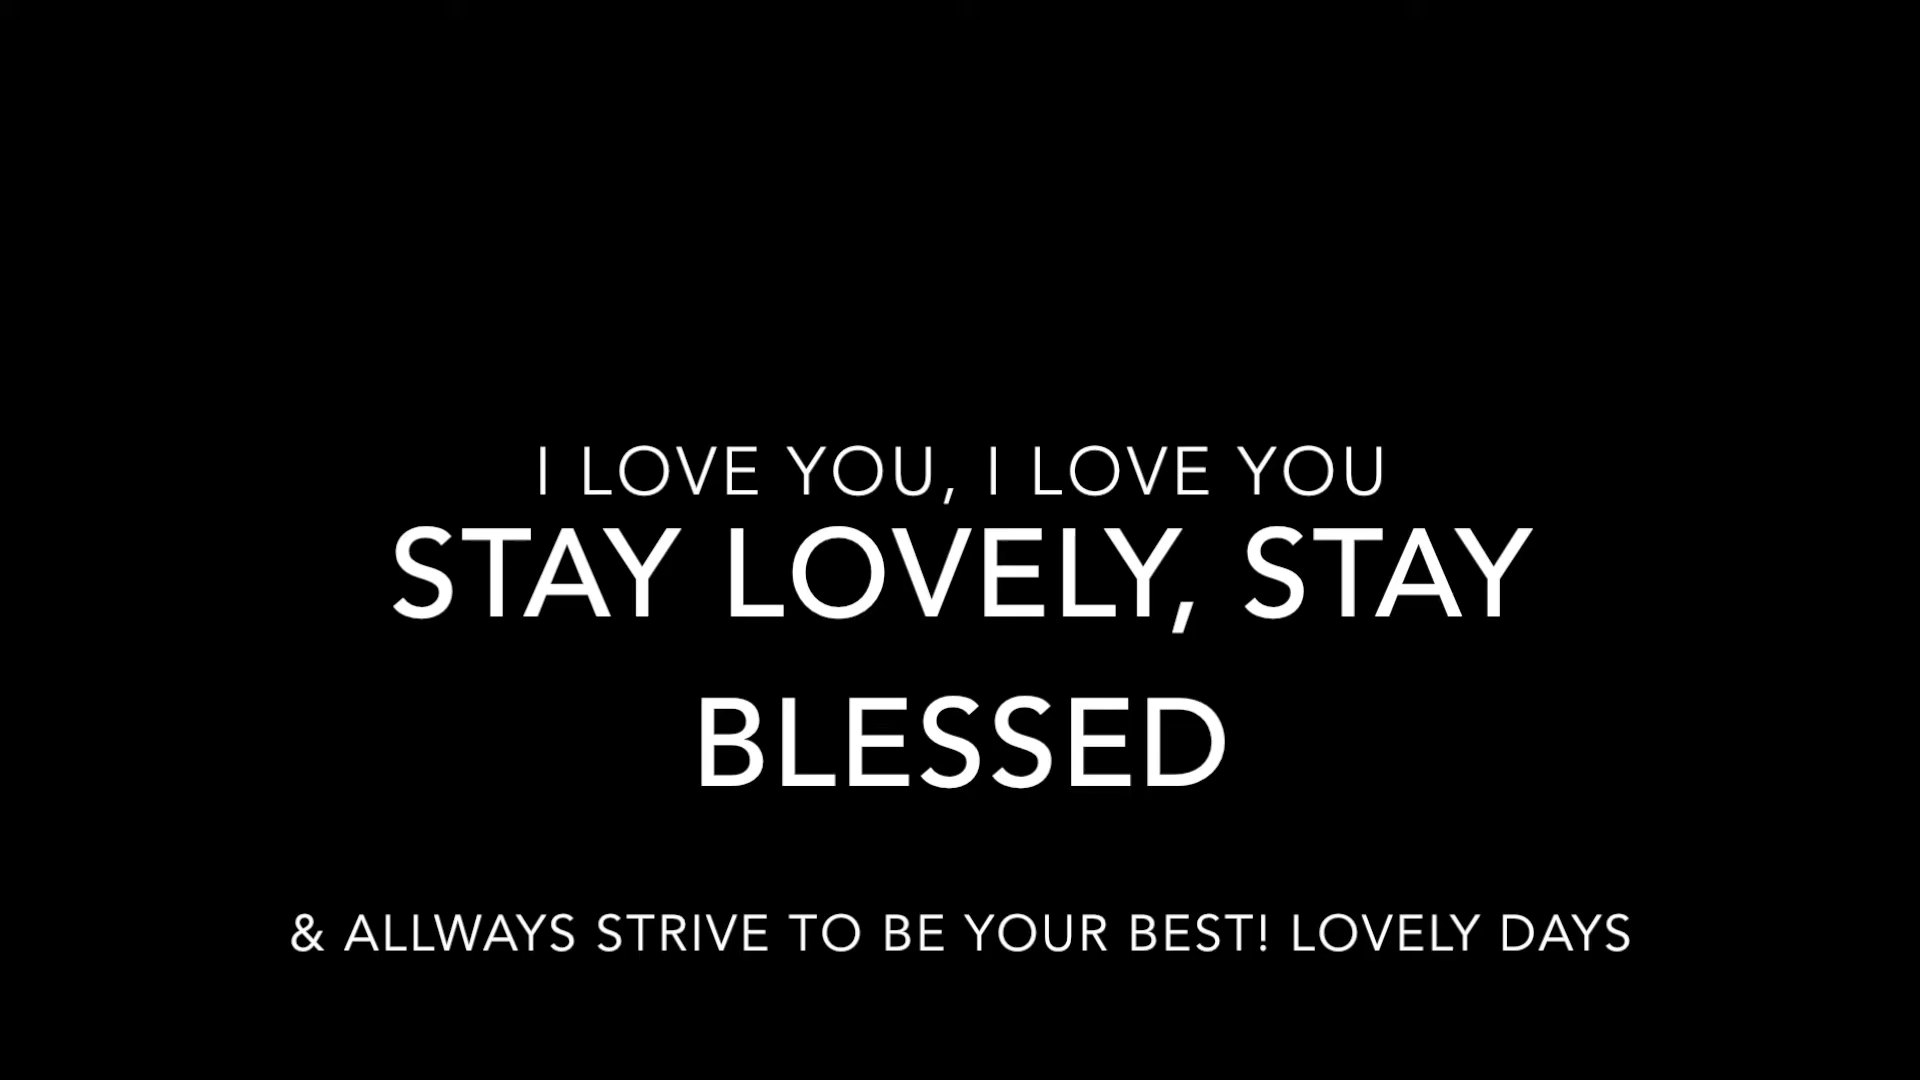 I LOVE YOU, I LOVE YOU
STAY LOVELY, STAY
BLESSED
& ALLWAYS STRIVE TO BE YOUR BEST! LOVELY DAYS